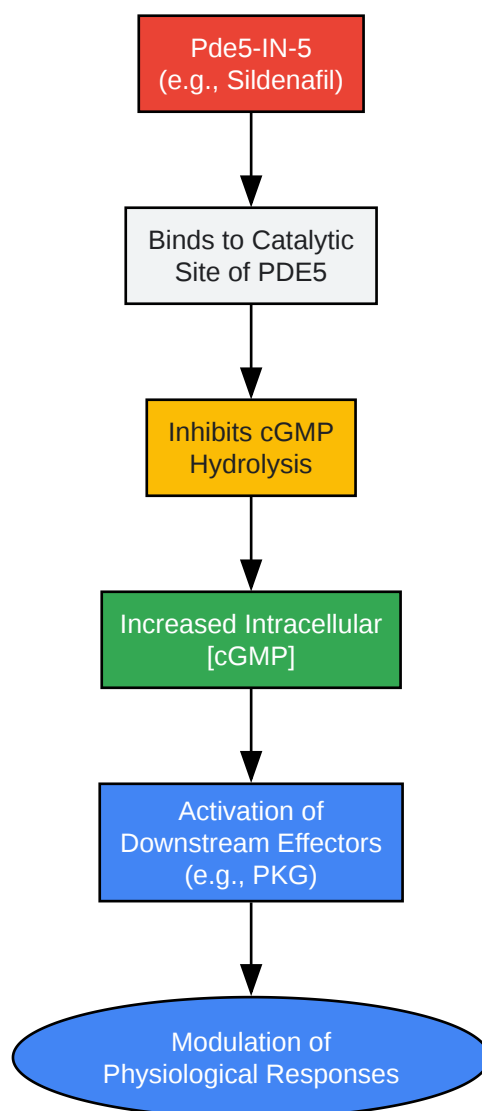 Pde5-IN-5
(e.g., Sildenafil)
Binds to Catalytic
Site of PDE5
Inhibits cGMP
Hydrolysis
Increased Intracellular
[cGMP]
Activation of
Downstream Effectors
(e.g., PKG)
Modulation of
Physiological Responses